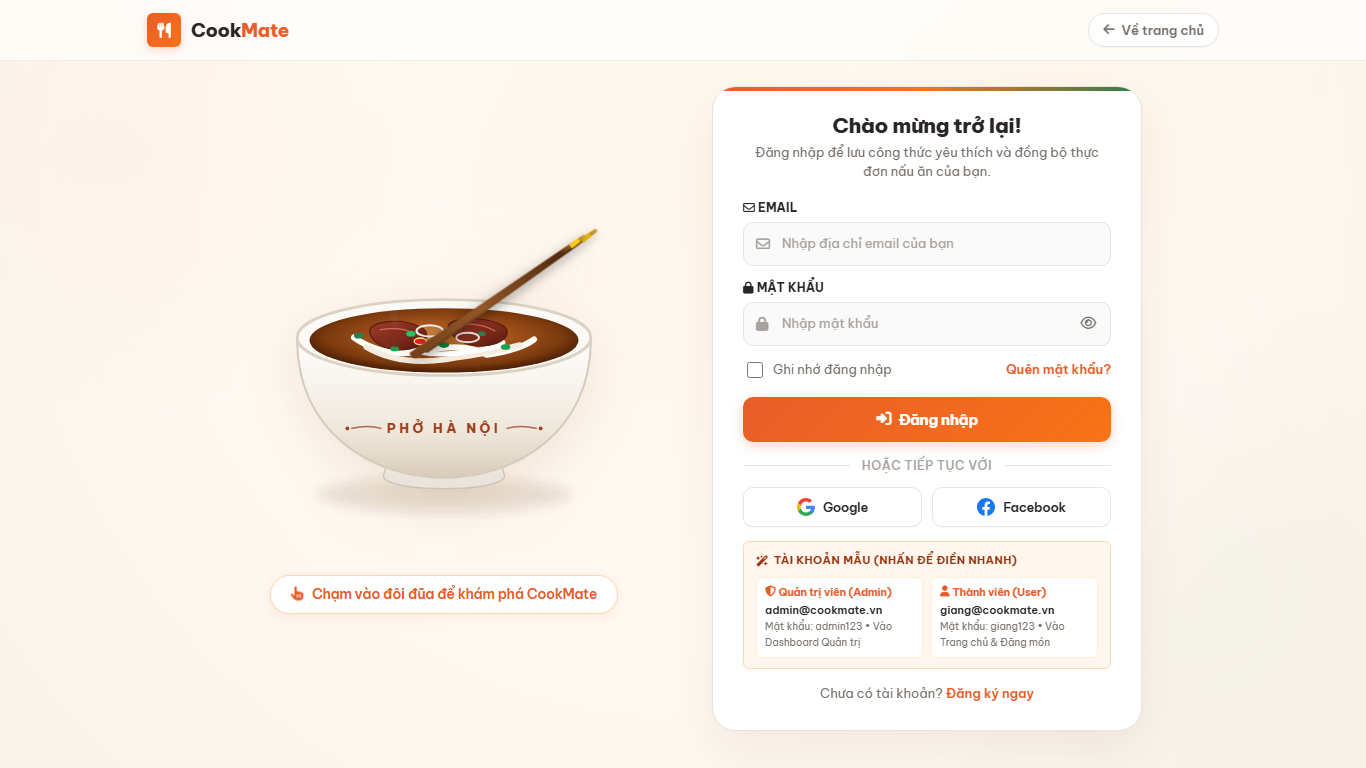 CookMate
Về trang chủ
PHỞ HÀ NỘI
Chạm vào đôi đũa để khám phá CookMate
Chào mừng trở lại!
Đăng nhập để lưu công thức yêu thích và đồng bộ thực
đơn nấu ăn của bạn.
EMAIL
Nhập địa chỉ email của bạn
MẬT KHẨU
Nhập mật khẩu
Ghi nhớ đăng nhập
Quên mật khẩu?
Đăng nhập
HOẶC TIẾP TỤC VỚI
Google
Facebook
TÀI KHOẢN MẪU (NHẤN ĐỂ ĐIỀN NHANH)
Quản trị viên (Admin)
admin@cookmate.vn
Mật khẩu: admin123 • Vào
Dashboard Quản trị
Thành viên (User)
giang@cookmate.vn
Mật khẩu: giang123 • Vào
Trang chủ & Đăng món
Chưa có tài khoản? Đăng ký ngay